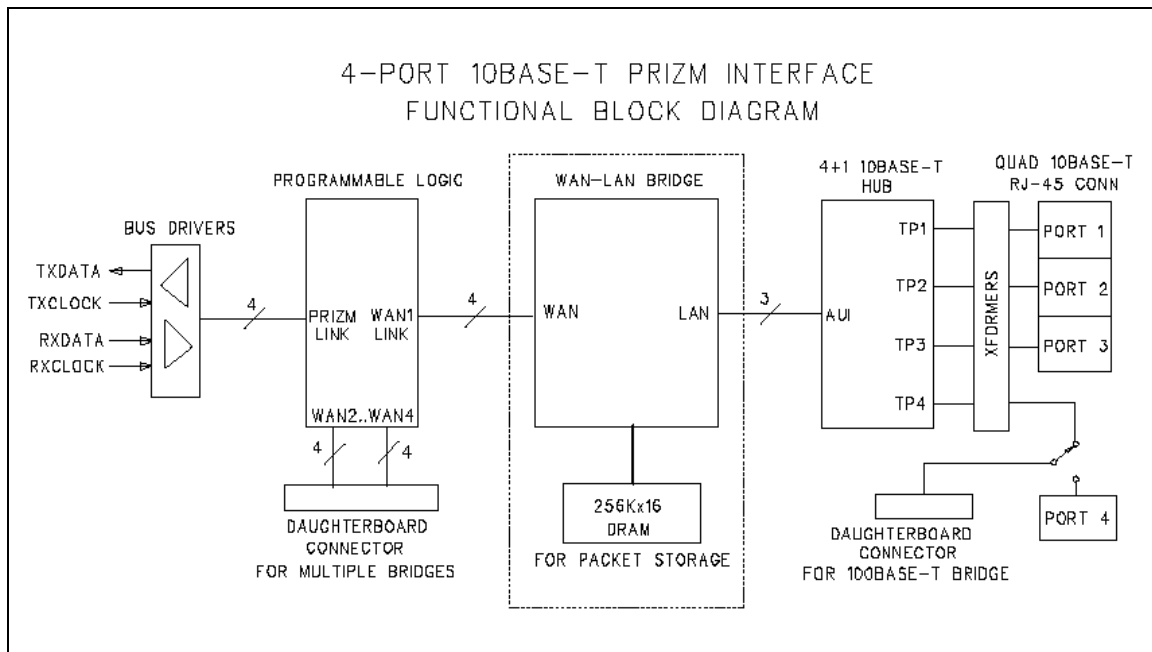 4-PORT 10BASE-T PRIZM INTERFACE
FUNCTIONAL BLOCK DIAGRAM
BUS DRIVERS
TXDATA
TXCLOCK
RXDATA
RXCLOCK
4
PROGRAMMABLE LOGIC
PRIZM
LINK
WAN1
LINK
WAN2..WAN4
4
4
DAUGHTERBOARD
CONNECTOR
FOR MULTIPLE BRIDGES
4
WAN-LAN BRIDGE
WAN
LAN
256Kx16
DRAM
FOR PACKET STORAGE
3
4+1 10BASE-T
HUB
AUI
TP1
TP2
TP3
TP4
XFORMERS
QUAD 10BASE-T
RJ-45 CONN
PORT 1
PORT 2
PORT 3
PORT 4
DAUGHTERBOARD
CONNECTOR
FOR 100BASE-T BRIDGE